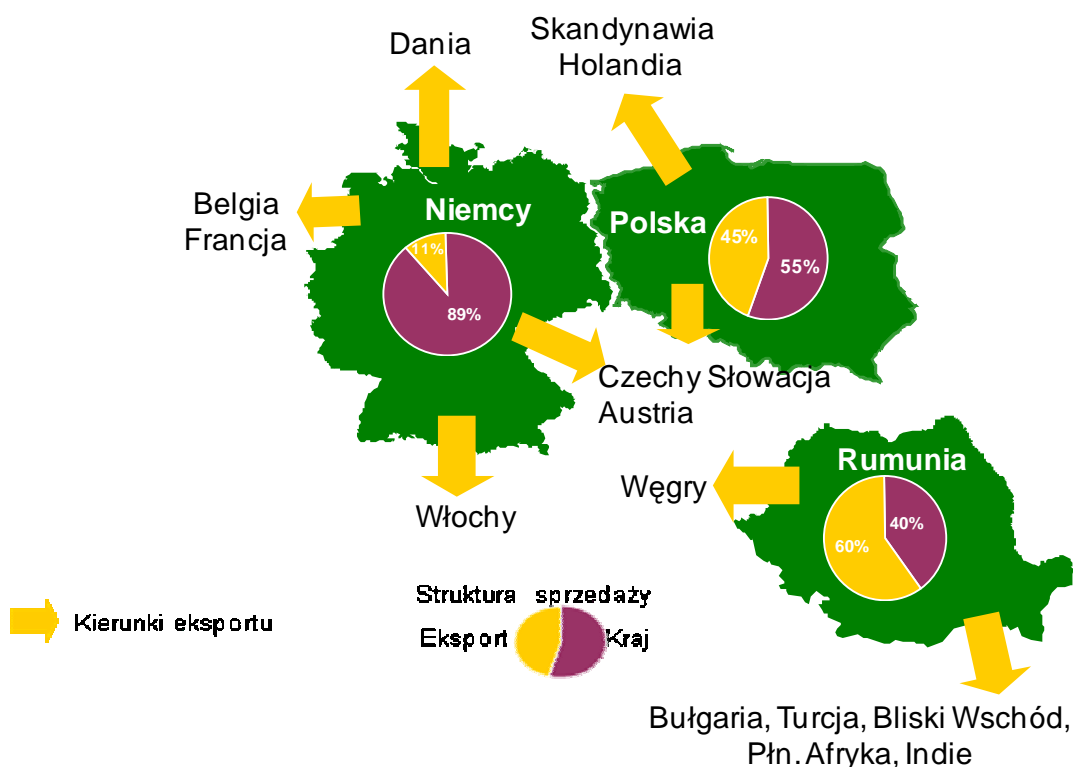 Dania
Skandynawia
Holandia
Belgia
Francja
Niemcy
11%
89%
Polska
45%
55%
Czechy Słowacja
Austria
Włochy
Węgry
Rumunia
40%
60%
Kierunki eksportu
Struktura sprzedaży
Eksport
Kraj
Bułgaria, Turcja, Bliski Wschód,
Płn. Afryka, Indie